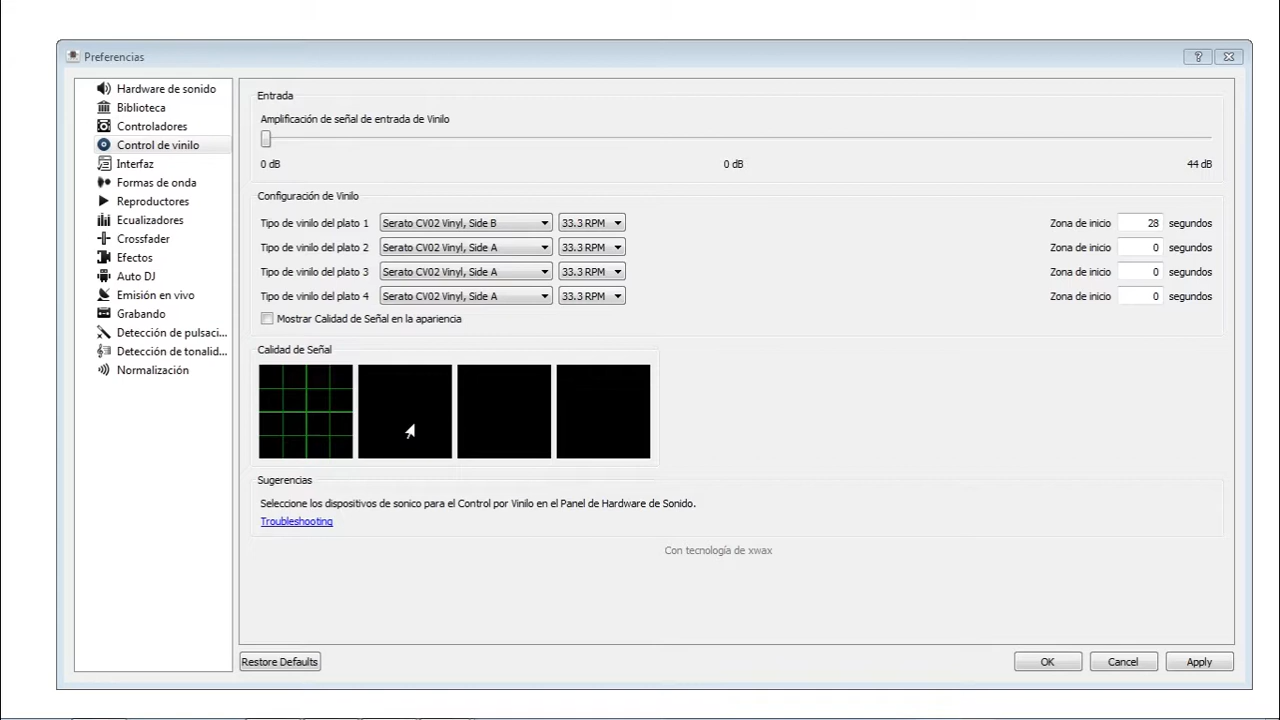 Preferencias
?
Hardware de sonido
Biblioteca
Controladores
Control de vinilo
Interfaz
Formas de onda
Reproductores
Ecualizadores
Crossfader
Efectos
Auto DJ
Emisión en vivo
Grabando
Detección de pulsaci...
Detección de tonalid...
Normalización
Entrada
Amplificación de señal de entrada de Vinilo
0 dB 0 dB 44 dB
Configuración de Vinilo
Tipo de vinilo del plato 1 Serato CV02 Vinyl, Side B 33.3 RPM Zona de inicio 28 segundos
Tipo de vinilo del plato 2 Serato CV02 Vinyl, Side A 33.3 RPM Zona de inicio 0 segundos
Tipo de vinilo del plato 3 Serato CV02 Vinyl, Side A 33.3 RPM Zona de inicio 0 segundos
Tipo de vinilo del plato 4 Serato CV02 Vinyl, Side A 33.3 RPM Zona de inicio 0 segundos
Mostrar Calidad de Señal en la apariencia
Calidad de Señal
Sugerencias
Seleccione los dispositivos de sonico para el Control por Vinilo en el Panel de Hardware de Sonido.
Troubleshooting
Con tecnología de xwax
Restore Defaults OK Cancel Apply